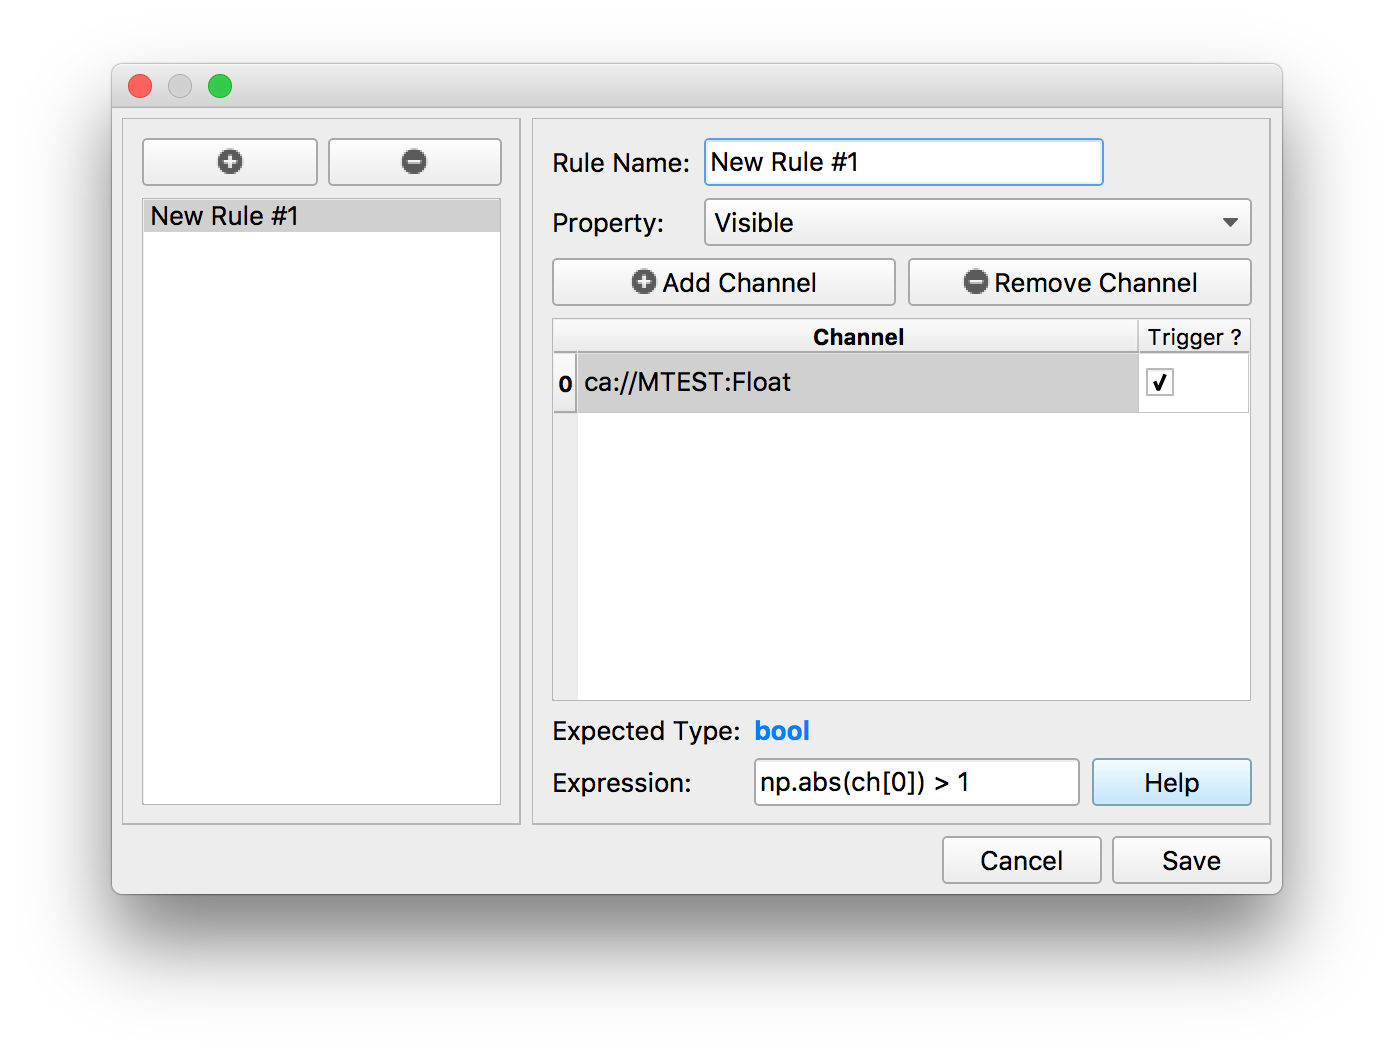 New Rule #1
Rule Name: New Rule #1
Property: Visible
Add Channel Remove Channel
Channel Trigger ?
0 ca://MTEST:Float
Expected Type: bool
Expression: np.abs(ch[0]) > 1 Help
Cancel Save